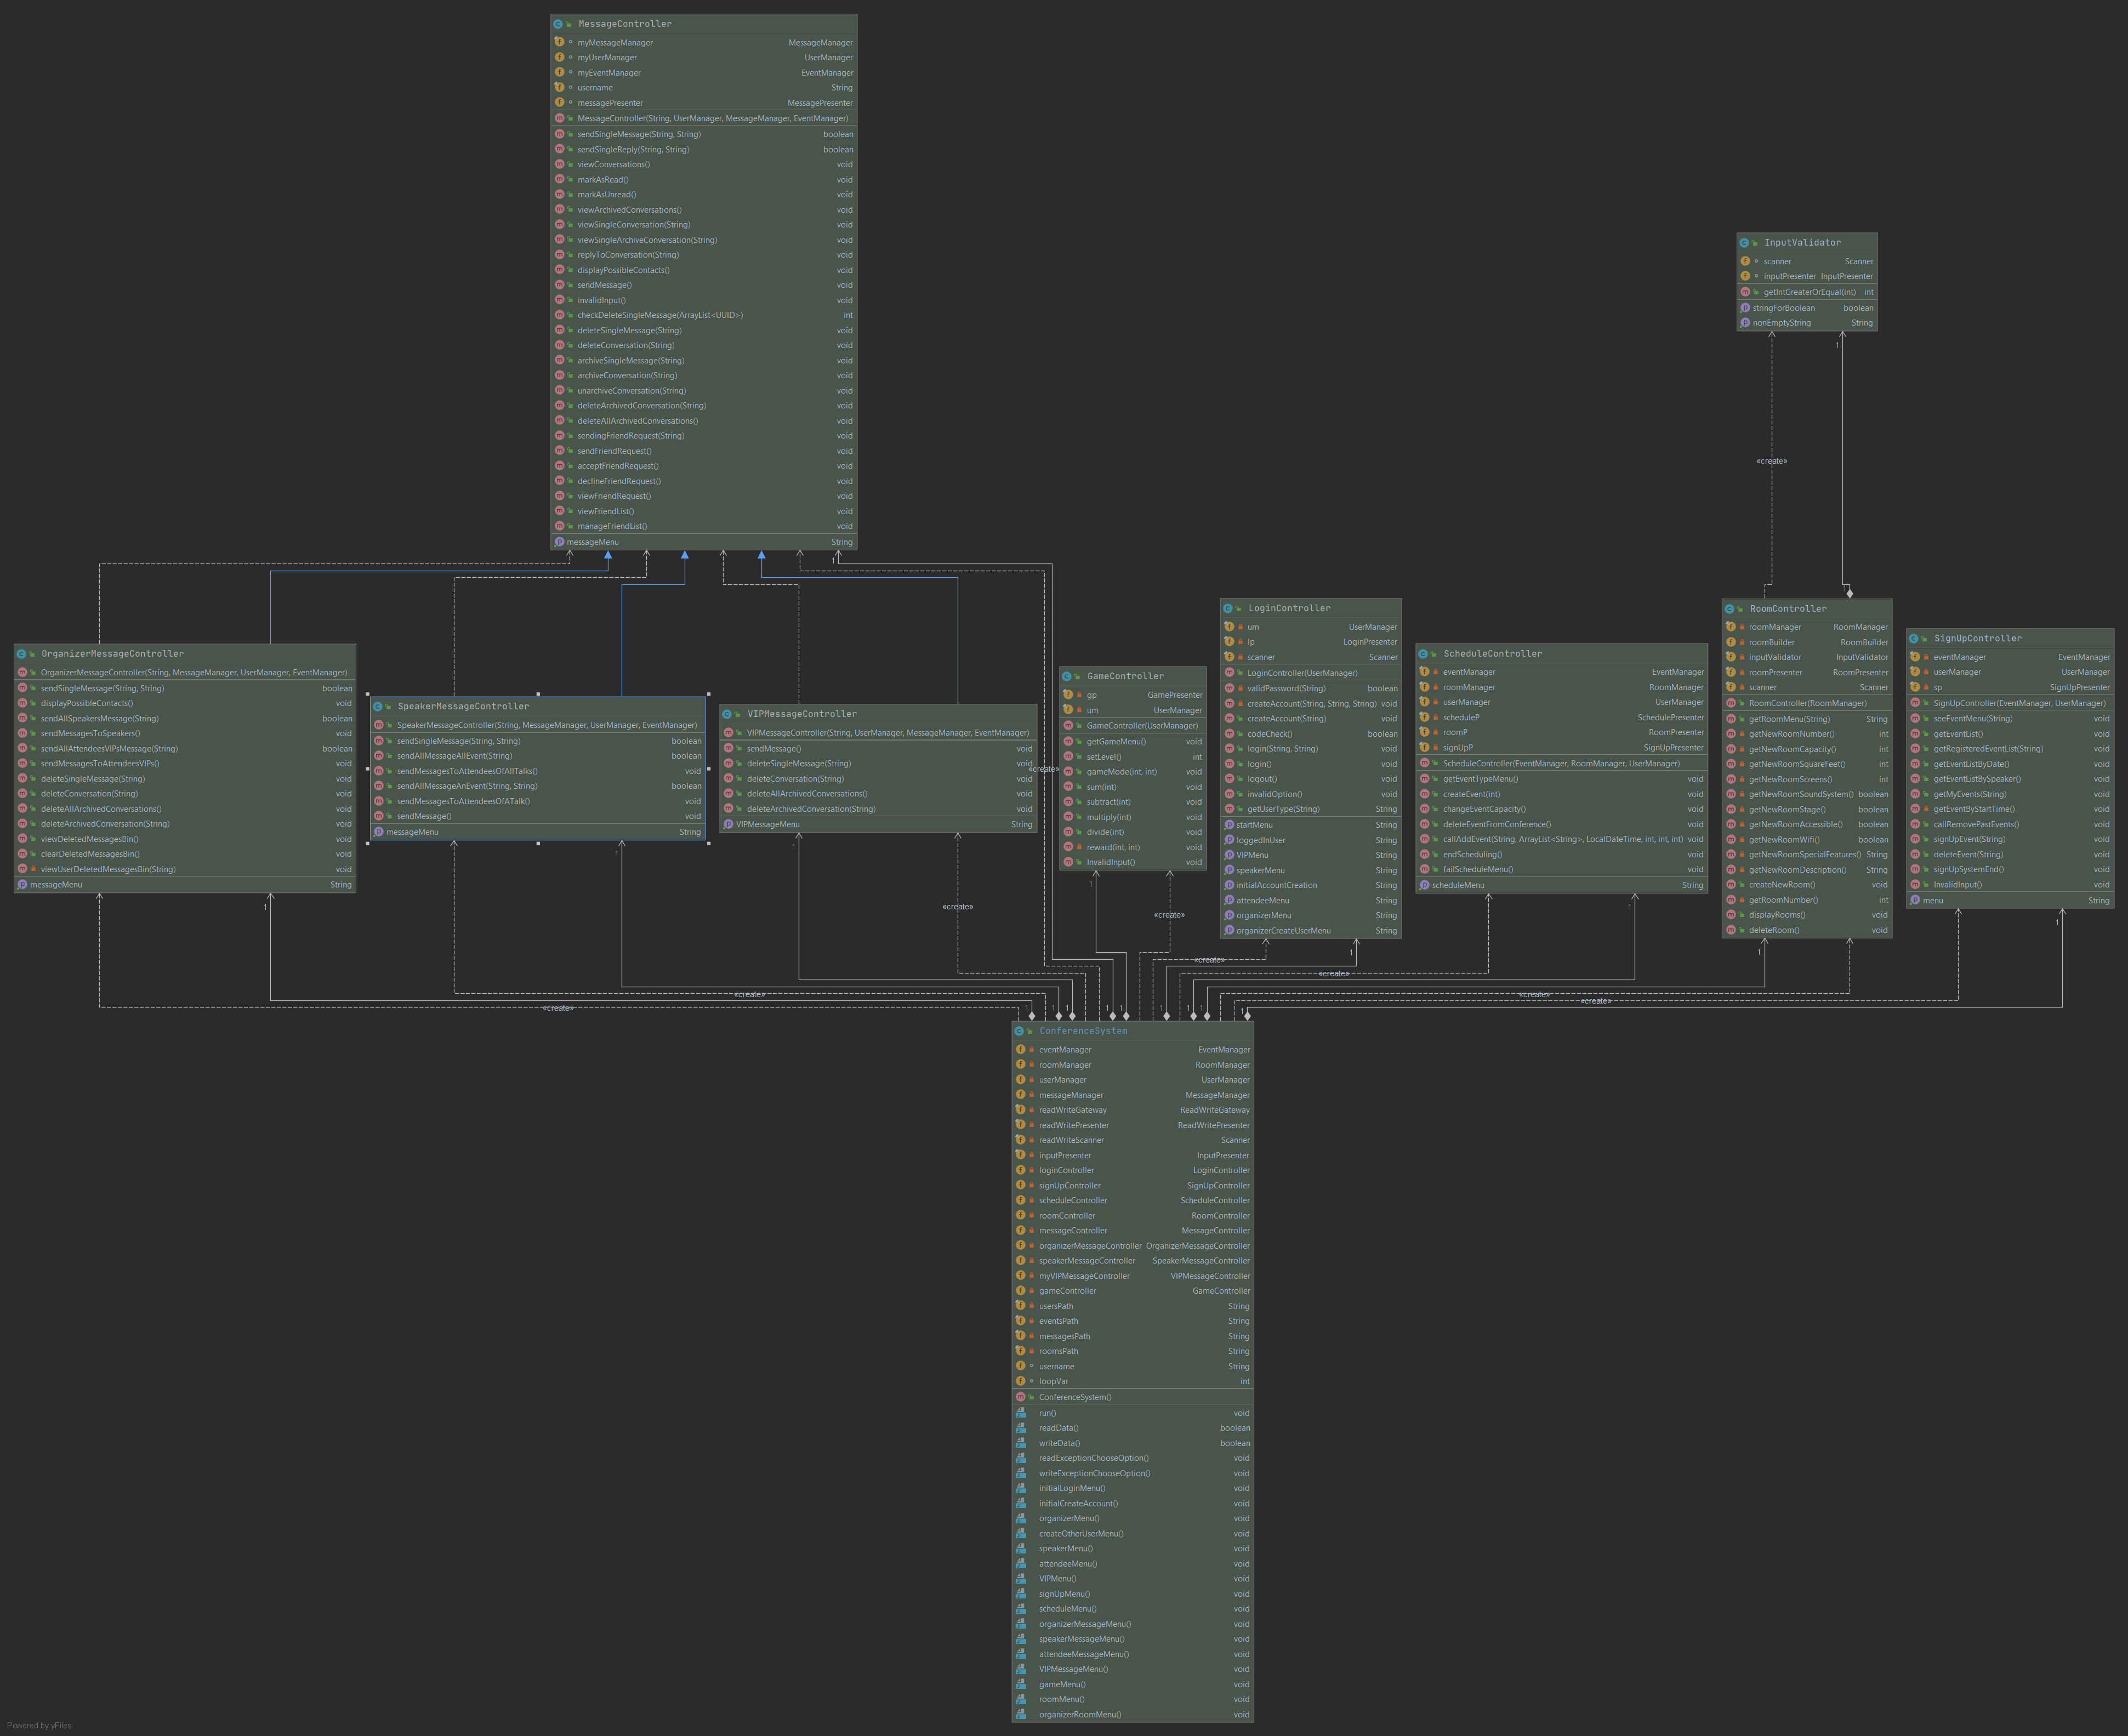 MessageController
myMessageManager MessageManager
myUserManager UserManager
myEventManager EventManager
username String
messagePresenter MessagePresenter
MessageController(String, UserManager, MessageManager, EventManager)
sendSingleMessage(String, String) boolean
sendSingleReply(String, String) boolean
viewConversations() void
markAsRead() void
markAsUnread() void
viewArchivedConversations() void
viewSingleConversation(String) void
viewSingleArchiveConversation(String) void
replyToConversation(String) void
displayPossibleContacts() void
sendMessage() void
invalidInput() void
checkDeleteSingleMessage(ArrayList<UUID>) int
deleteSingleMessage(String) void
deleteConversation(String) void
archiveSingleMessage(String) void
archiveConversation(String) void
unarchiveConversation(String) void
deleteArchivedConversation(String) void
deleteAllArchivedConversations() void
sendingFriendRequest(String) void
sendFriendRequest() void
acceptFriendRequest() void
declineFriendRequest() void
viewFriendRequest() void
viewFriendList() void
manageFriendList() void
messageMenu String
InputValidator
scanner Scanner
inputPresenter InputPresenter
getIntGreaterOrEqual(int) int
stringForBoolean boolean
nonEmptyString String
1
«create»
1
1
OrganizerMessageController
OrganizerMessageController(String, MessageManager, UserManager, EventManager)
sendSingleMessage(String, String) boolean
displayPossibleContacts() void
sendAllSpeakersMessage(String) boolean
sendMessagesToSpeakers() void
sendAllAttendeesVIPsMessage(String) boolean
sendMessagesToAttendeesVIPs() void
deleteSingleMessage(String) void
deleteConversation(String) void
deleteAllArchivedConversations() void
deleteArchivedConversation(String) void
viewDeletedMessagesBin() void
clearDeletedMessagesBin() void
viewUserDeletedMessagesBin(String) void
messageMenu String
SpeakerMessageController
SpeakerMessageController(String, MessageManager, UserManager, EventManager)
sendSingleMessage(String, String) boolean
sendAllMessageAllEvent(String) boolean
sendMessagesToAttendeesOfAllTalks() void
sendAllMessageAnEvent(String, String) boolean
sendMessagesToAttendeesOfATalk() void
sendMessage() void
messageMenu String
VIPMessageController
VIPMessageController(String, UserManager, MessageManager, EventManager)
sendMessage() void
deleteSingleMessage(String) void
deleteConversation(String) void
deleteAllArchivedConversations() void
deleteArchivedConversation(String) void
VIPMessageMenu String
«create»
GameController
gp GamePresenter
um UserManager
GameController(UserManager)
getGameMenu() void
setLevel() int
gameMode(int, int) void
sum(int) void
subtract(int) void
multiply(int) void
divide(int) void
reward(int, int) void
InvalidInput() void
LoginController
um UserManager
lp LoginPresenter
scanner Scanner
LoginController(UserManager)
validPassword(String) boolean
createAccount(String, String, String) void
createAccount(String) void
codeCheck() boolean
login(String, String) void
login() void
logout() void
invalidOption() void
getUserType(String) String
startMenu String
loggedInUser String
VIPMenu String
speakerMenu String
initialAccountCreation String
attendeeMenu String
organizerMenu String
organizerCreateUserMenu String
ScheduleController
eventManager EventManager
roomManager RoomManager
userManager UserManager
scheduleP SchedulePresenter
roomP RoomPresenter
signUpP SignUpPresenter
ScheduleController(EventManager, RoomManager, UserManager)
getEventTypeMenu() void
createEvent(int) void
changeEventCapacity() void
deleteEventFromConference() void
callAddEvent(String, ArrayList<String>, LocalDateTime, int, int, int) void
endScheduling() void
failScheduleMenu() void
scheduleMenu String
RoomController
roomManager RoomManager
roomBuilder RoomBuilder
inputValidator InputValidator
roomPresenter RoomPresenter
scanner Scanner
RoomController(RoomManager)
getRoomMenu(String) String
getNewRoomNumber() int
getNewRoomCapacity() int
getNewRoomSquareFeet() int
getNewRoomScreens() int
getNewRoomSoundSystem() boolean
getNewRoomStage() boolean
getNewRoomAccessible() boolean
getNewRoomWifi() boolean
getNewRoomSpecialFeatures() String
getNewRoomDescription() String
createNewRoom() void
getRoomNumber() int
displayRooms() void
deleteRoom() void
SignUpController
eventManager EventManager
userManager UserManager
sp SignUpPresenter
SignUpController(EventManager, UserManager)
seeEventMenu(String) void
getEventList() void
getRegisteredEventList(String) void
getEventListByDate() void
getEventListBySpeaker() void
getMyEvents(String) void
getEventByStartTime() void
callRemovePastEvents() void
signUpEvent(String) void
deleteEvent(String) void
signUpSystemEnd() void
InvalidInput() void
menu String
1
1
1
1
1
1
1
1
«create»
«create»
«create»
«create»
«create»
«create»
«create»
«create»
1
1
1
1
1
1
1
1
1
ConferenceSystem
eventManager EventManager
roomManager RoomManager
userManager UserManager
messageManager MessageManager
readWriteGateway ReadWriteGateway
readWritePresenter ReadWritePresenter
readWriteScanner Scanner
inputPresenter InputPresenter
loginController LoginController
signUpController SignUpController
scheduleController ScheduleController
roomController RoomController
messageController MessageController
organizerMessageController OrganizerMessageController
speakerMessageController SpeakerMessageController
myVIPMessageController VIPMessageController
gameController GameController
usersPath String
eventsPath String
messagesPath String
roomsPath String
username String
loopVar int
ConferenceSystem()
run() void
readData() boolean
writeData() boolean
readExceptionChooseOption() void
writeExceptionChooseOption() void
initialLoginMenu() void
initialCreateAccount() void
organizerMenu() void
createOtherUserMenu() void
speakerMenu() void
attendeeMenu() void
VIPMenu() void
signUpMenu() void
scheduleMenu() void
organizerMessageMenu() void
speakerMessageMenu() void
attendeeMessageMenu() void
VIPMessageMenu() void
gameMenu() void
roomMenu() void
organizerRoomMenu() void
Powered by yFiles